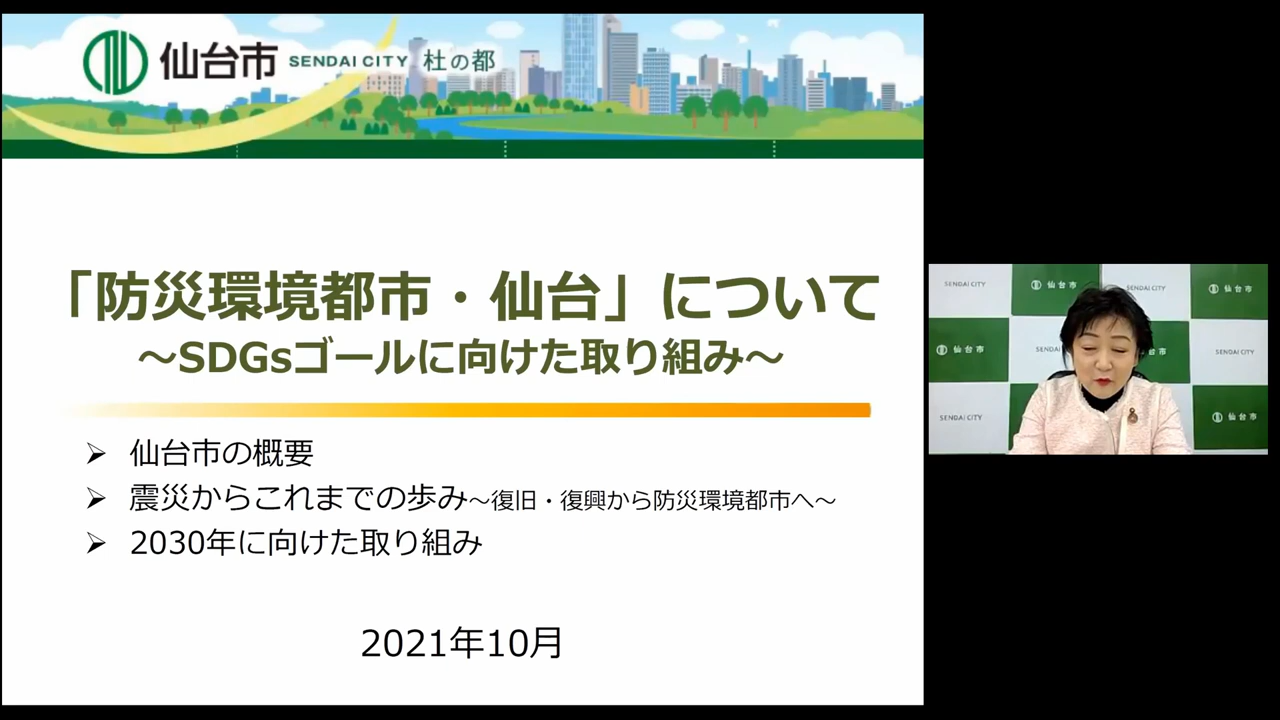 仙台市 SENDAI CITY 杜の都
「防災環境都市・仙台」について
～SDGsゴールに向けた取り組み～
➢ 仙台市の概要
➢ 震災からこれまでの歩み～復旧・復興から防災環境都市へ～
➢ 2030年に向けた取り組み
2021年10月
SENDAI CITY 仙台市 SENDAI CITY 仙台市
仙台市 SENDAI 台市 SENDAI CITY
SENDAI CITY 仙台市